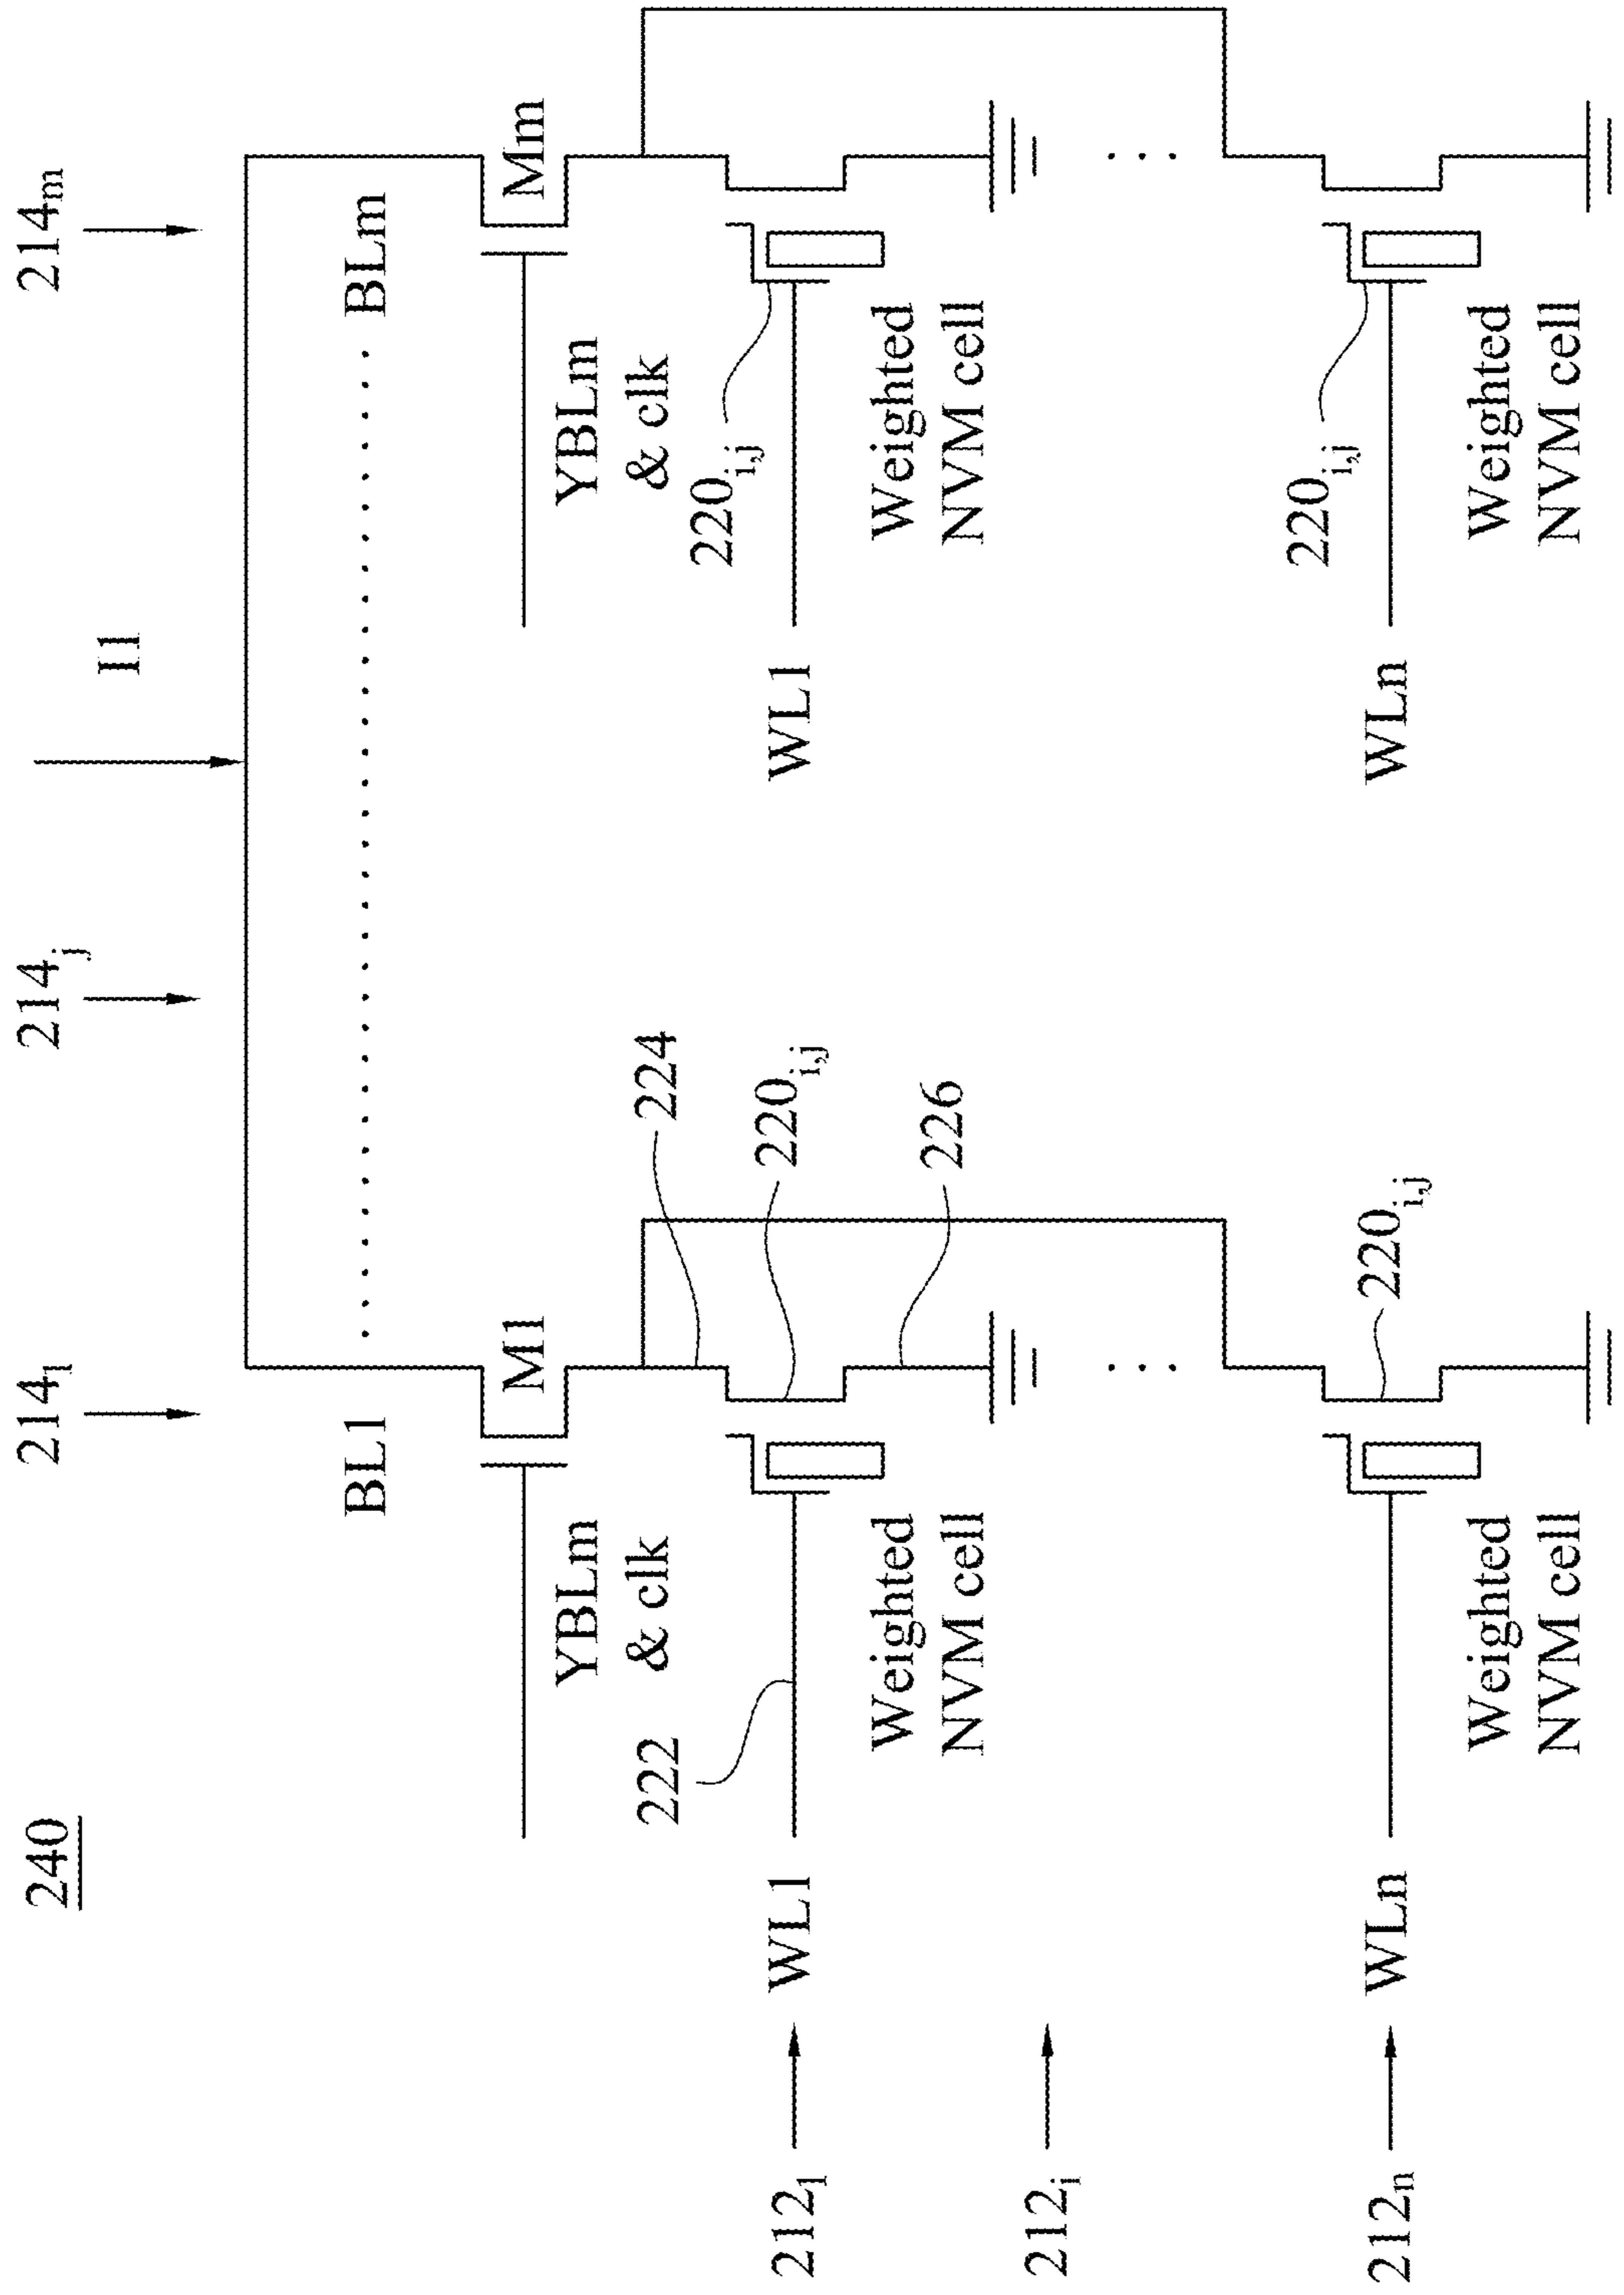 240
214₁
214ⱼ
I1
214ₘ
BL1
BLm
M1
Mm
YBLm
& clk
YBLm
& clk
222
224
220i,j
226
220i,j
212₁
WL1
WL1
Weighted
NVM cell
Weighted
NVM cell
212ᵢ
220i,j
220i,j
212ₙ
WLn
WLn
Weighted
NVM cell
Weighted
NVM cell